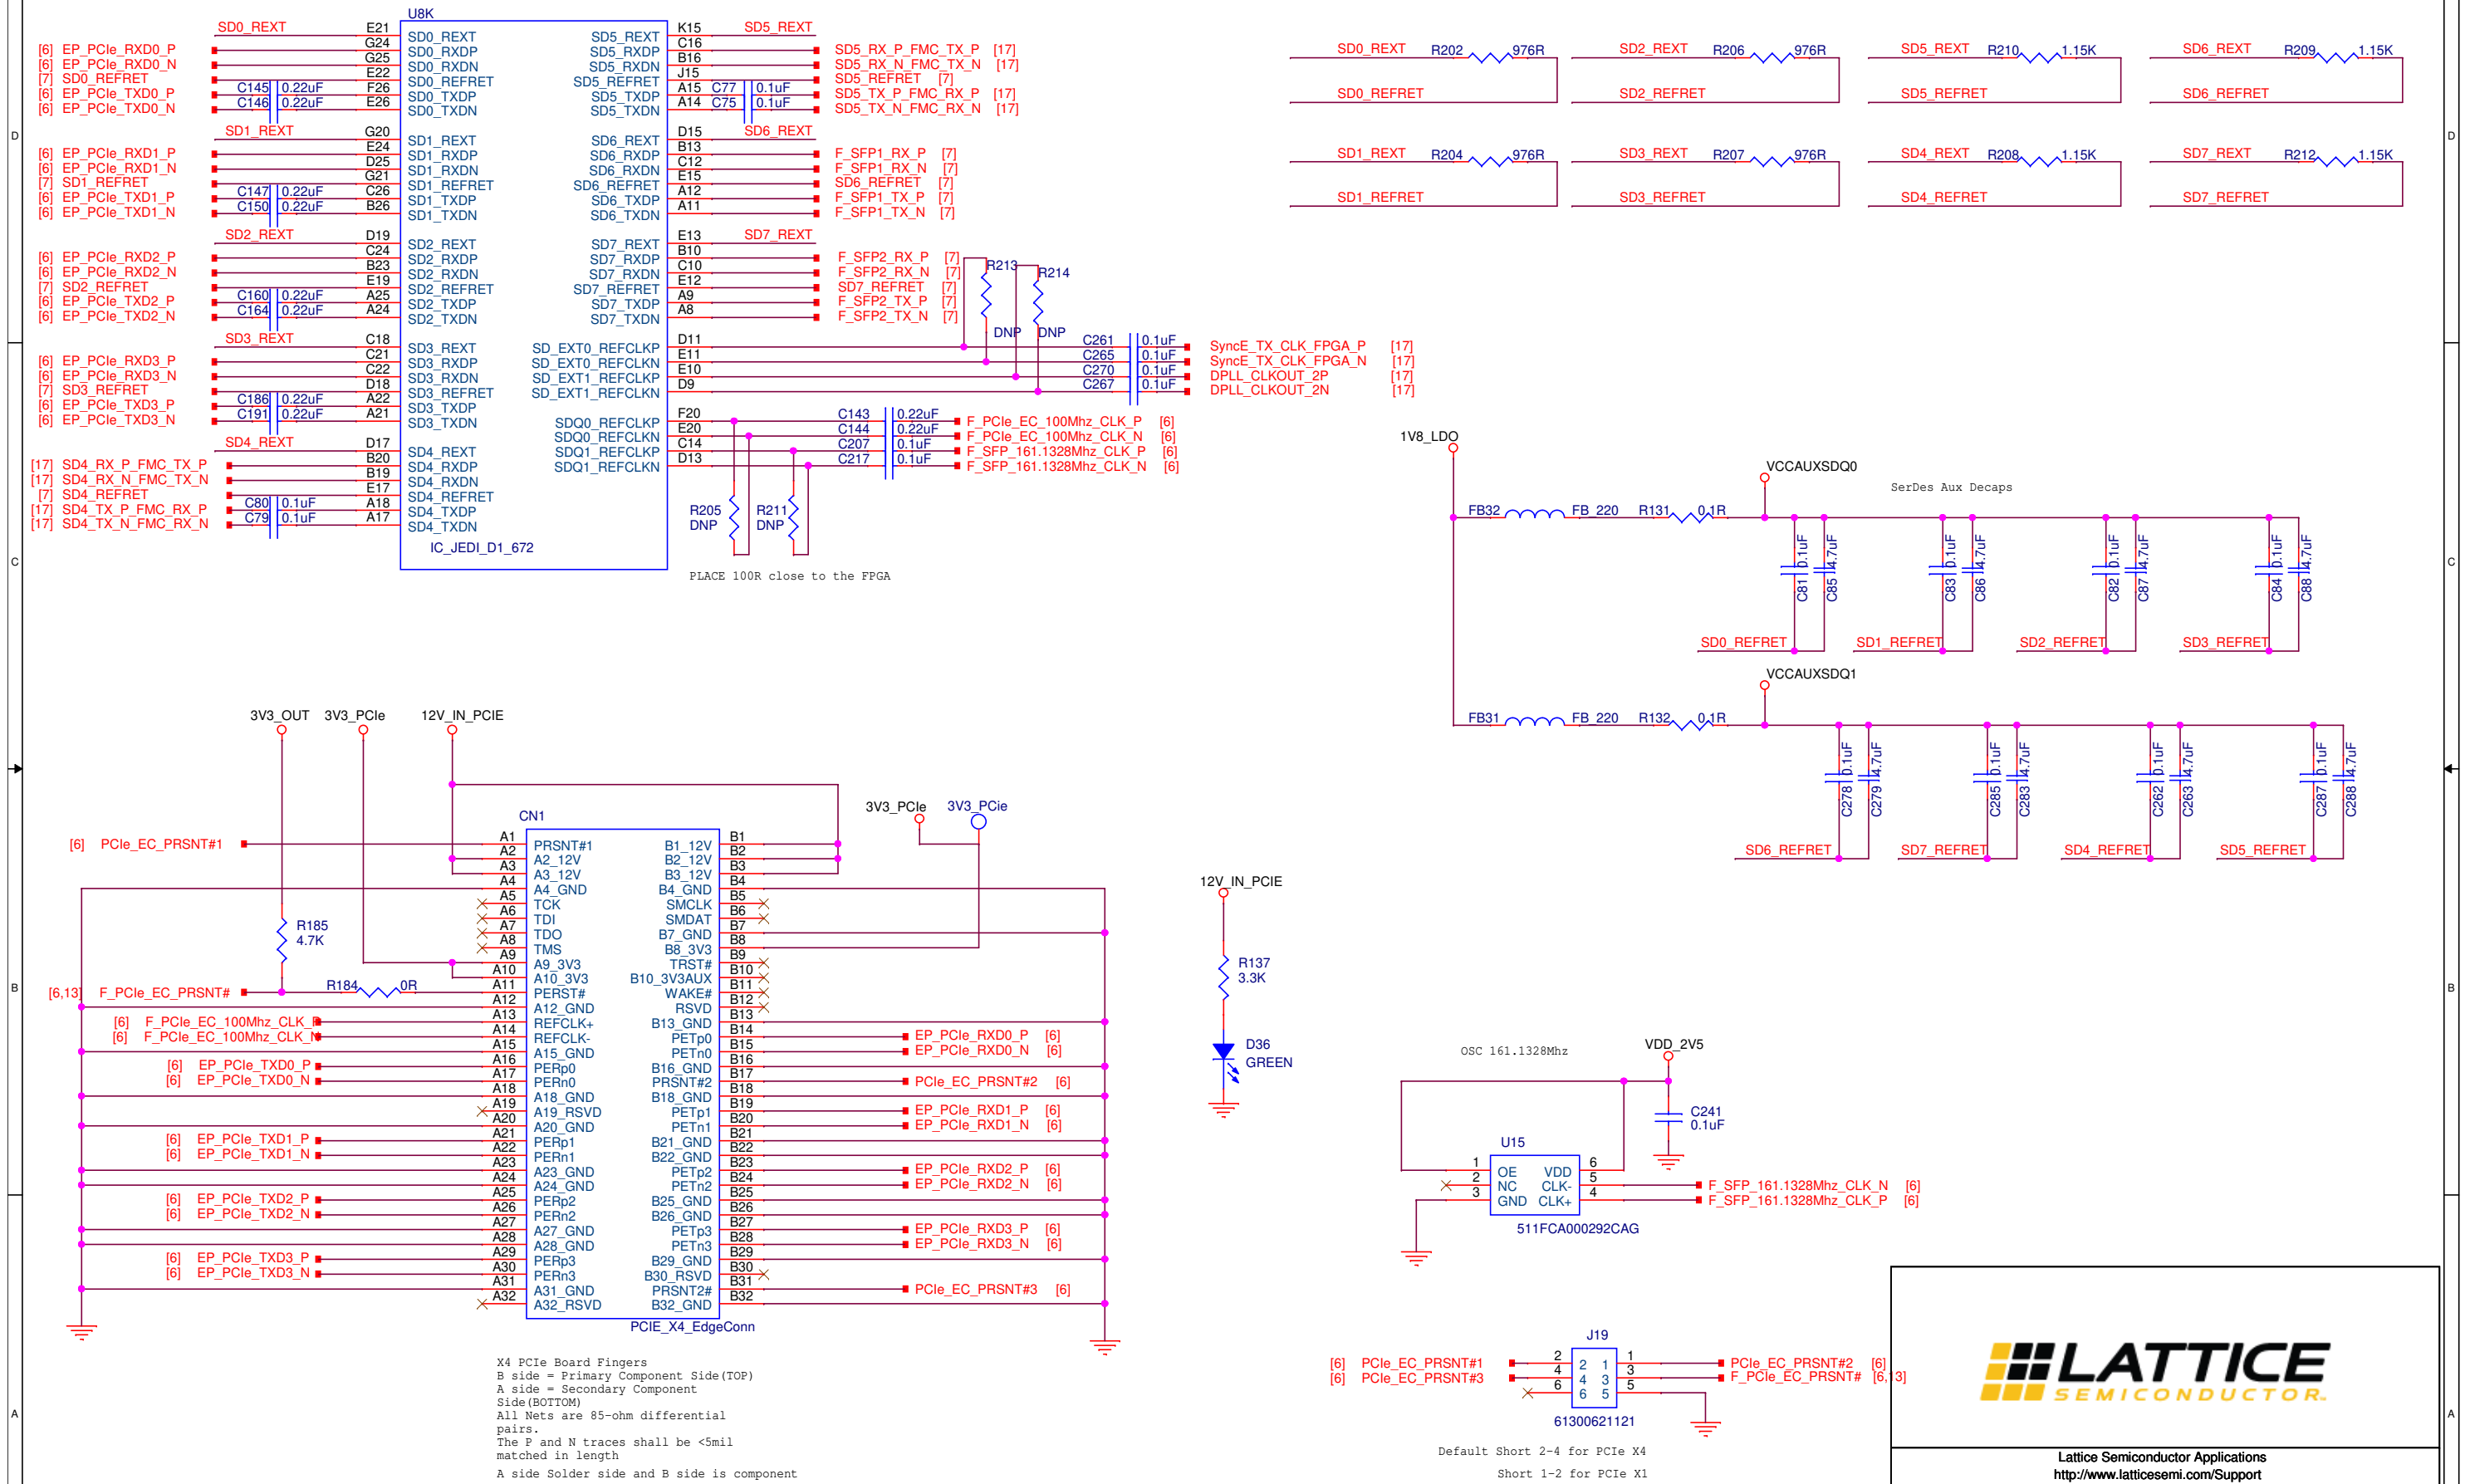 U8K
SD0_REXT E21 SD0_REXT SD5_REXT K15 SD5_REXT
[6] EP_PCIe_RXD0_P G24 SD0_RXDP SD5_RXDP C16 SD5_RX_P_FMC_TX_P [17]
[6] EP_PCIe_RXD0_N G25 SD0_RXDN SD5_RXDN B16 SD5_RX_N_FMC_TX_N [17]
[7] SD0_REFRET E22 SD0_REFRET SD5_REFRET J15 SD5_REFRET [7]
[6] EP_PCIe_TXD0_P C145 0.22uF F26 SD0_TXDP SD5_TXDP A15 C77 0.1uF SD5_TX_P_FMC_RX_P [17]
[6] EP_PCIe_TXD0_N C146 0.22uF E26 SD0_TXDN SD5_TXDN A14 C75 0.1uF SD5_TX_N_FMC_RX_N [17]
SD1_REXT G20 SD1_REXT SD6_REXT D15 SD6_REXT
[6] EP_PCIe_RXD1_P E24 SD1_RXDP SD6_RXDP B13 F_SFP1_RX_P [7]
[6] EP_PCIe_RXD1_N D25 SD1_RXDN SD6_RXDN C12 F_SFP1_RX_N [7]
[7] SD1_REFRET G21 SD1_REFRET SD6_REFRET E15 SD6_REFRET [7]
[6] EP_PCIe_TXD1_P C147 0.22uF C26 SD1_TXDP SD6_TXDP A12 F_SFP1_TX_P [7]
[6] EP_PCIe_TXD1_N C150 0.22uF B26 SD1_TXDN SD6_TXDN A11 F_SFP1_TX_N [7]
SD2_REXT D19 SD2_REXT SD7_REXT E13 SD7_REXT
[6] EP_PCIe_RXD2_P C24 SD2_RXDP SD7_RXDP B10 F_SFP2_RX_P [7]
[6] EP_PCIe_RXD2_N B23 SD2_RXDN SD7_RXDN C10 F_SFP2_RX_N [7]
[7] SD2_REFRET E19 SD2_REFRET SD7_REFRET E12 SD7_REFRET [7]
[6] EP_PCIe_TXD2_P C160 0.22uF A25 SD2_TXDP SD7_TXDP A9 F_SFP2_TX_P [7]
[6] EP_PCIe_TXD2_N C164 0.22uF A24 SD2_TXDN SD7_TXDN A8 F_SFP2_TX_N [7]
R213 DNP
R214 DNP
SD3_REXT C18 SD3_REXT SD_EXT0_REFCLKP D11 C261 0.1uF SyncE_TX_CLK_FPGA_P [17]
[6] EP_PCIe_RXD3_P C21 SD3_RXDP SD_EXT0_REFCLKN E11 C265 0.1uF SyncE_TX_CLK_FPGA_N [17]
[6] EP_PCIe_RXD3_N C22 SD3_RXDN SD_EXT1_REFCLKP E10 C270 0.1uF DPLL_CLKOUT_2P [17]
[7] SD3_REFRET D18 SD3_REFRET SD_EXT1_REFCLKN D9 C267 0.1uF DPLL_CLKOUT_2N [17]
[6] EP_PCIe_TXD3_P C186 0.22uF A22 SD3_TXDP
[6] EP_PCIe_TXD3_N C191 0.22uF A21 SD3_TXDN SDQ0_REFCLKP F20 C143 0.22uF F_PCIe_EC_100Mhz_CLK_P [6]
SDQ0_REFCLKN E20 C144 0.22uF F_PCIe_EC_100Mhz_CLK_N [6]
SD4_REXT D17 SD4_REXT SDQ1_REFCLKP C14 C207 0.1uF F_SFP_161.1328Mhz_CLK_P [6]
[17] SD4_RX_P_FMC_TX_P B20 SD4_RXDP SDQ1_REFCLKN D13 C217 0.1uF F_SFP_161.1328Mhz_CLK_N [6]
[17] SD4_RX_N_FMC_TX_N B19 SD4_RXDN
[7] SD4_REFRET E17 SD4_REFRET
[17] SD4_TX_P_FMC_RX_P C80 0.1uF A18 SD4_TXDP
[17] SD4_TX_N_FMC_RX_N C79 0.1uF A17 SD4_TXDN
R205 R211
DNP DNP
IC_JEDI_D1_672
PLACE 100R close to the FPGA
SD0_REXT R202 976R SD2_REXT R206 976R SD5_REXT R210 1.15K SD6_REXT R209 1.15K
SD0_REFRET SD2_REFRET SD5_REFRET SD6_REFRET
SD1_REXT R204 976R SD3_REXT R207 976R SD4_REXT R208 1.15K SD7_REXT R212 1.15K
SD1_REFRET SD3_REFRET SD4_REFRET SD7_REFRET
D D
C C
B B
A A
1V8_LDO
VCCAUXSDQ0
SerDes Aux Decaps
FB32 FB_220 R131 0.1R
C81 0.1uF C85 4.7uF C83 0.1uF C86 4.7uF C82 0.1uF C87 4.7uF C84 0.1uF C88 4.7uF
SD0_REFRET SD1_REFRET SD2_REFRET SD3_REFRET
VCCAUXSDQ1
FB31 FB_220 R132 0.1R
C278 0.1uF C279 4.7uF C285 0.1uF C283 4.7uF C262 0.1uF C263 4.7uF C287 0.1uF C288 4.7uF
SD6_REFRET SD7_REFRET SD4_REFRET SD5_REFRET
3V3_OUT 3V3_PCIe 12V_IN_PCIE
3V3_PCIe 3V3_PCie
CN1
[6] PCIe_EC_PRSNT#1 A1 PRSNT#1 B1_12V B1
A2 A2_12V B2_12V B2
A3 A3_12V B3_12V B3
A4 A4_GND B4_GND B4
A5 TCK SMCLK B5
A6 TDI SMDAT B6
A7 TDO B7_GND B7
A8 TMS B8_3V3 B8
A9 A9_3V3 TRST# B9
A10 A10_3V3 B10_3V3AUX B10
R185
4.7K
[6,13] F_PCIe_EC_PRSNT# R184 0R A11 PERST# WAKE# B11
A12 A12_GND RSVD B12
[6] F_PCIe_EC_100Mhz_CLK_P A13 REFCLK+ B13_GND B13
[6] F_PCIe_EC_100Mhz_CLK_N A14 REFCLK- PETp0 B14 EP_PCIe_RXD0_P [6]
A15 A15_GND PETn0 B15 EP_PCIe_RXD0_N [6]
[6] EP_PCIe_TXD0_P A16 PERp0 B16_GND B16
[6] EP_PCIe_TXD0_N A17 PERn0 PRSNT#2 B17 PCIe_EC_PRSNT#2 [6]
A18 A18_GND B18_GND B18
A19 A19_RSVD PETp1 B19 EP_PCIe_RXD1_P [6]
A20 A20_GND PETn1 B20 EP_PCIe_RXD1_N [6]
[6] EP_PCIe_TXD1_P A21 PERp1 B21_GND B21
[6] EP_PCIe_TXD1_N A22 PERn1 B22_GND B22
A23 A23_GND PETp2 B23 EP_PCIe_RXD2_P [6]
A24 A24_GND PETn2 B24 EP_PCIe_RXD2_N [6]
[6] EP_PCIe_TXD2_P A25 PERp2 B25_GND B25
[6] EP_PCIe_TXD2_N A26 PERn2 B26_GND B26
A27 A27_GND PETp3 B27 EP_PCIe_RXD3_P [6]
A28 A28_GND PETn3 B28 EP_PCIe_RXD3_N [6]
[6] EP_PCIe_TXD3_P A29 PERp3 B29_GND B29
[6] EP_PCIe_TXD3_N A30 PERn3 B30_RSVD B30
A31 A31_GND PRSNT2# B31 PCIe_EC_PRSNT#3 [6]
A32 A32_RSVD B32_GND B32
PCIE_X4_EdgeConn
X4 PCIe Board Fingers
B side = Primary Component Side(TOP)
A side = Secondary Component
Side(BOTTOM)
All Nets are 85-ohm differential
pairs.
The P and N traces shall be <5mil
matched in length
A side Solder side and B side is component
12V_IN_PCIE
R137
3.3K
D36
GREEN
OSC 161.1328Mhz
VDD_2V5
C241
0.1uF
U15
1 OE VDD 6
2 NC CLK- 5 F_SFP_161.1328Mhz_CLK_N [6]
3 GND CLK+ 4 F_SFP_161.1328Mhz_CLK_P [6]
511FCA000292CAG
J19
[6] PCIe_EC_PRSNT#1 2 2 1 1 PCIe_EC_PRSNT#2 [6]
[6] PCIe_EC_PRSNT#3 4 4 3 3 F_PCIe_EC_PRSNT# [6,13]
6 6 5 5
61300621121
Default Short 2-4 for PCIe X4
Short 1-2 for PCIe X1
LATTICE
SEMICONDUCTOR.
Lattice Semiconductor Applications
http://www.latticesemi.com/Support